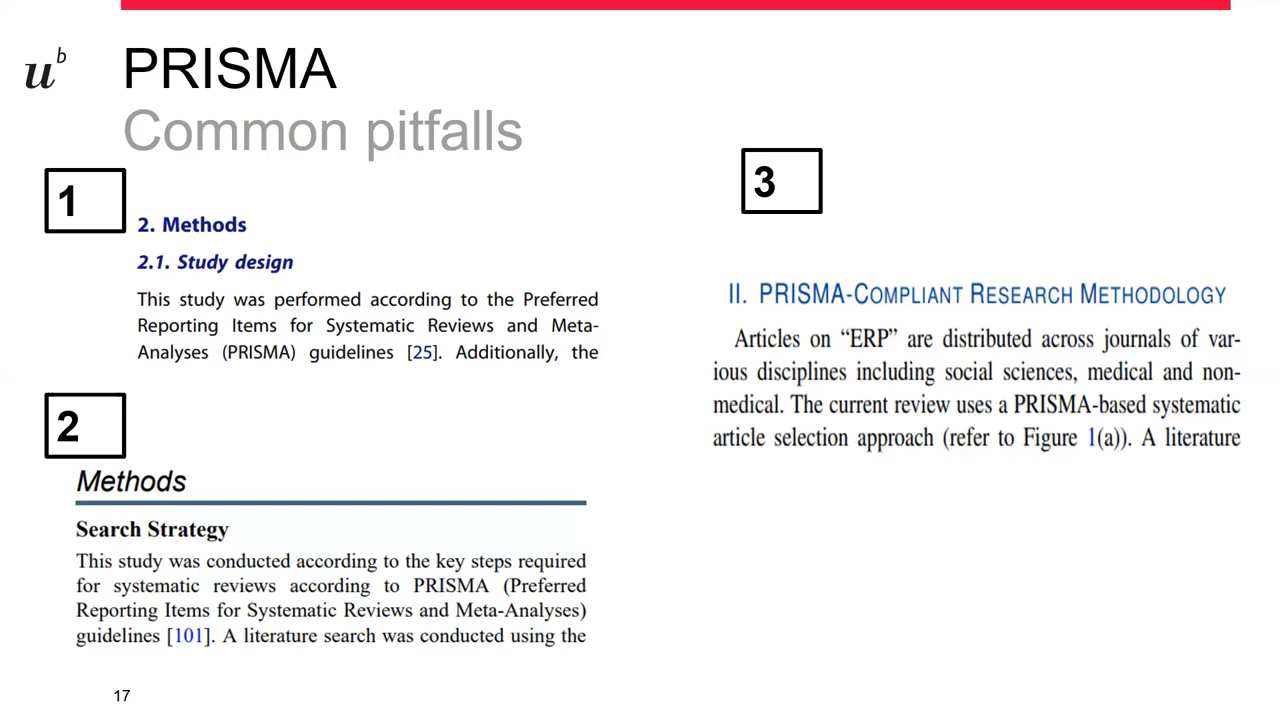 u^b
PRISMA
Common pitfalls
1
2. Methods
2.1. Study design
This study was performed according to the Preferred
Reporting Items for Systematic Reviews and Meta-
Analyses (PRISMA) guidelines [25]. Additionally, the
2
Methods
Search Strategy
This study was conducted according to the key steps required
for systematic reviews according to PRISMA (Preferred
Reporting Items for Systematic Reviews and Meta-Analyses)
guidelines [101]. A literature search was conducted using the
3
II. PRISMA-COMPLIANT RESEARCH METHODOLOGY
Articles on “ERP” are distributed across journals of var-
ious disciplines including social sciences, medical and non-
medical. The current review uses a PRISMA-based systematic
article selection approach (refer to Figure 1(a)). A literature
17